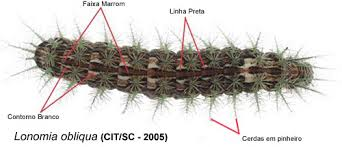 Faixa Marrom
Linha Preta
Contorno Branco
Cerdas em pinheiro
Lonomia obliqua (CIT/SC - 2005)